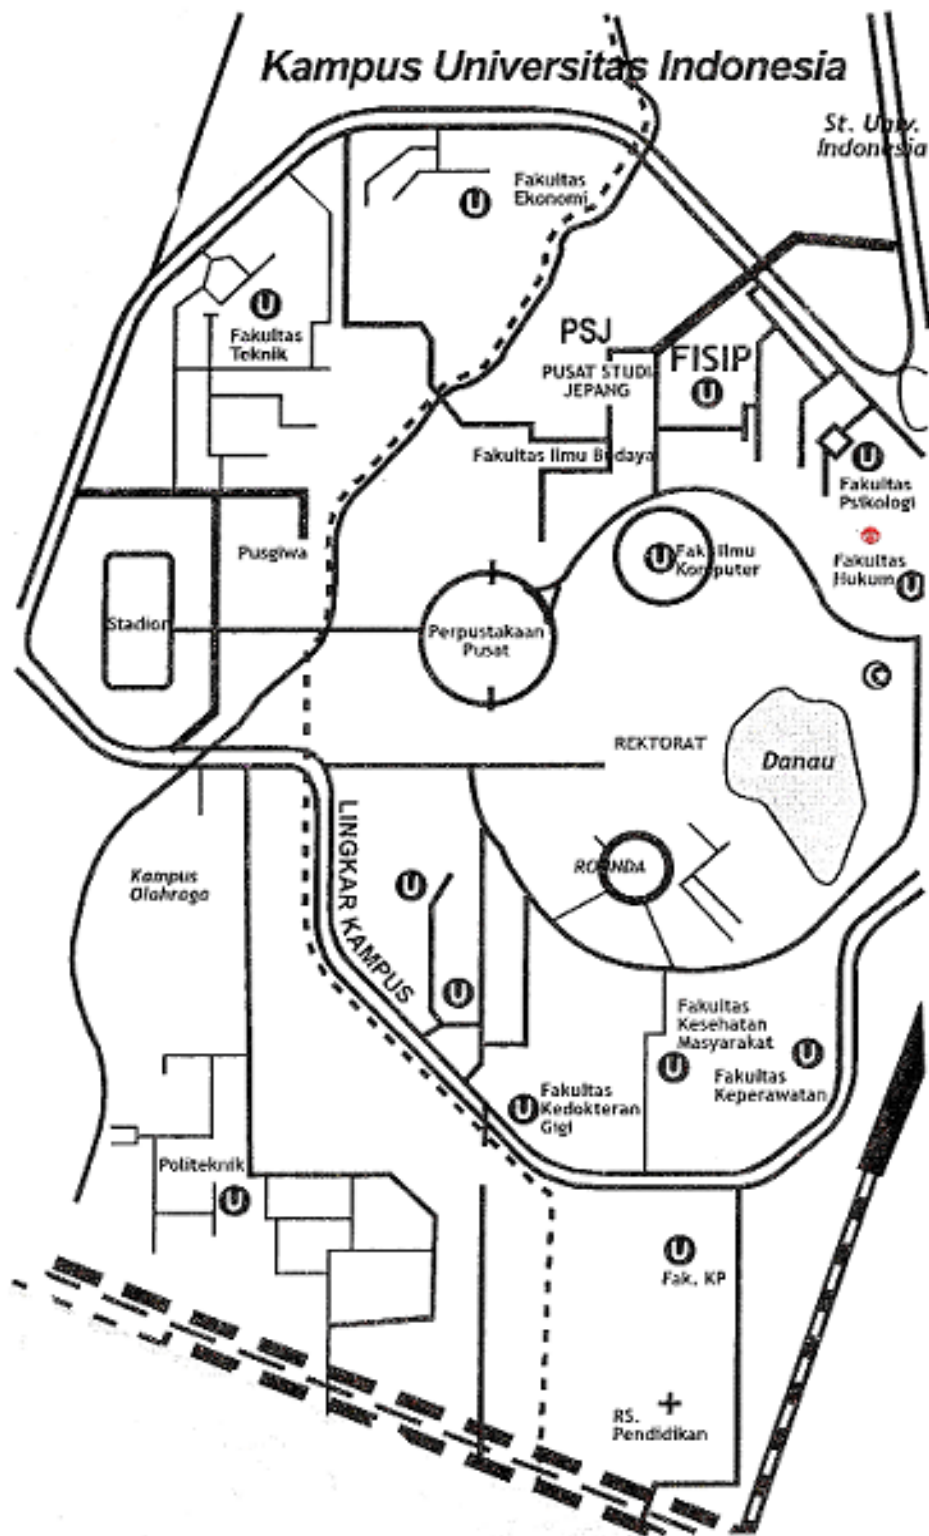 Kampus Universitas Indonesia
St. Univ.
Indonesia
Fakultas
Ekonomi
Fakultas
Teknik
PSJ
PUSAT STUDI
JEPANG
FISIP
Fakultas Ilmu Budaya
Fakultas
Psikologi
Pusgiwa
Fak. Ilmu
Komputer
Fakultas
Hukum
Stadion
Perpustakaan
Pusat
REKTORAT
Danau
LINGKAR KAMPUS
Kampus
Olahraga
ROTUNDA
Fakultas
Kesehatan
Masyarakat
Fakultas
Keperawatan
Fakultas
Kedokteran
Gigi
Politeknik
Fak. KP
RS.
Pendidikan